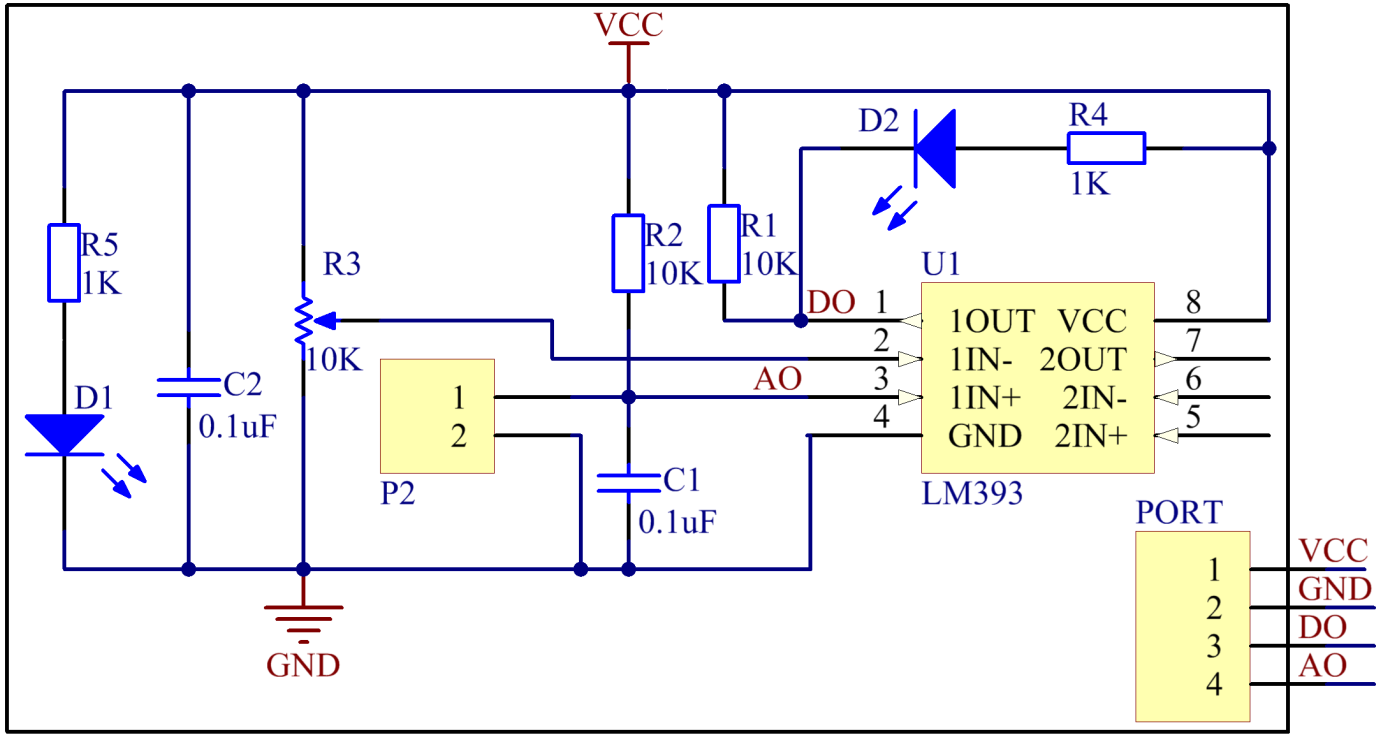 VCC
D2
R4
1K
R5
1K
R3
10K
R2
10K
R1
10K
U1
DO
1
2
AO
3
4
1OUT VCC
1IN- 2OUT
1IN+ 2IN-
GND 2IN+
8
7
6
5
LM393
D1
C2
0.1uF
1
2
P2
C1
0.1uF
GND
PORT
1 VCC
2 GND
3 DO
4 AO